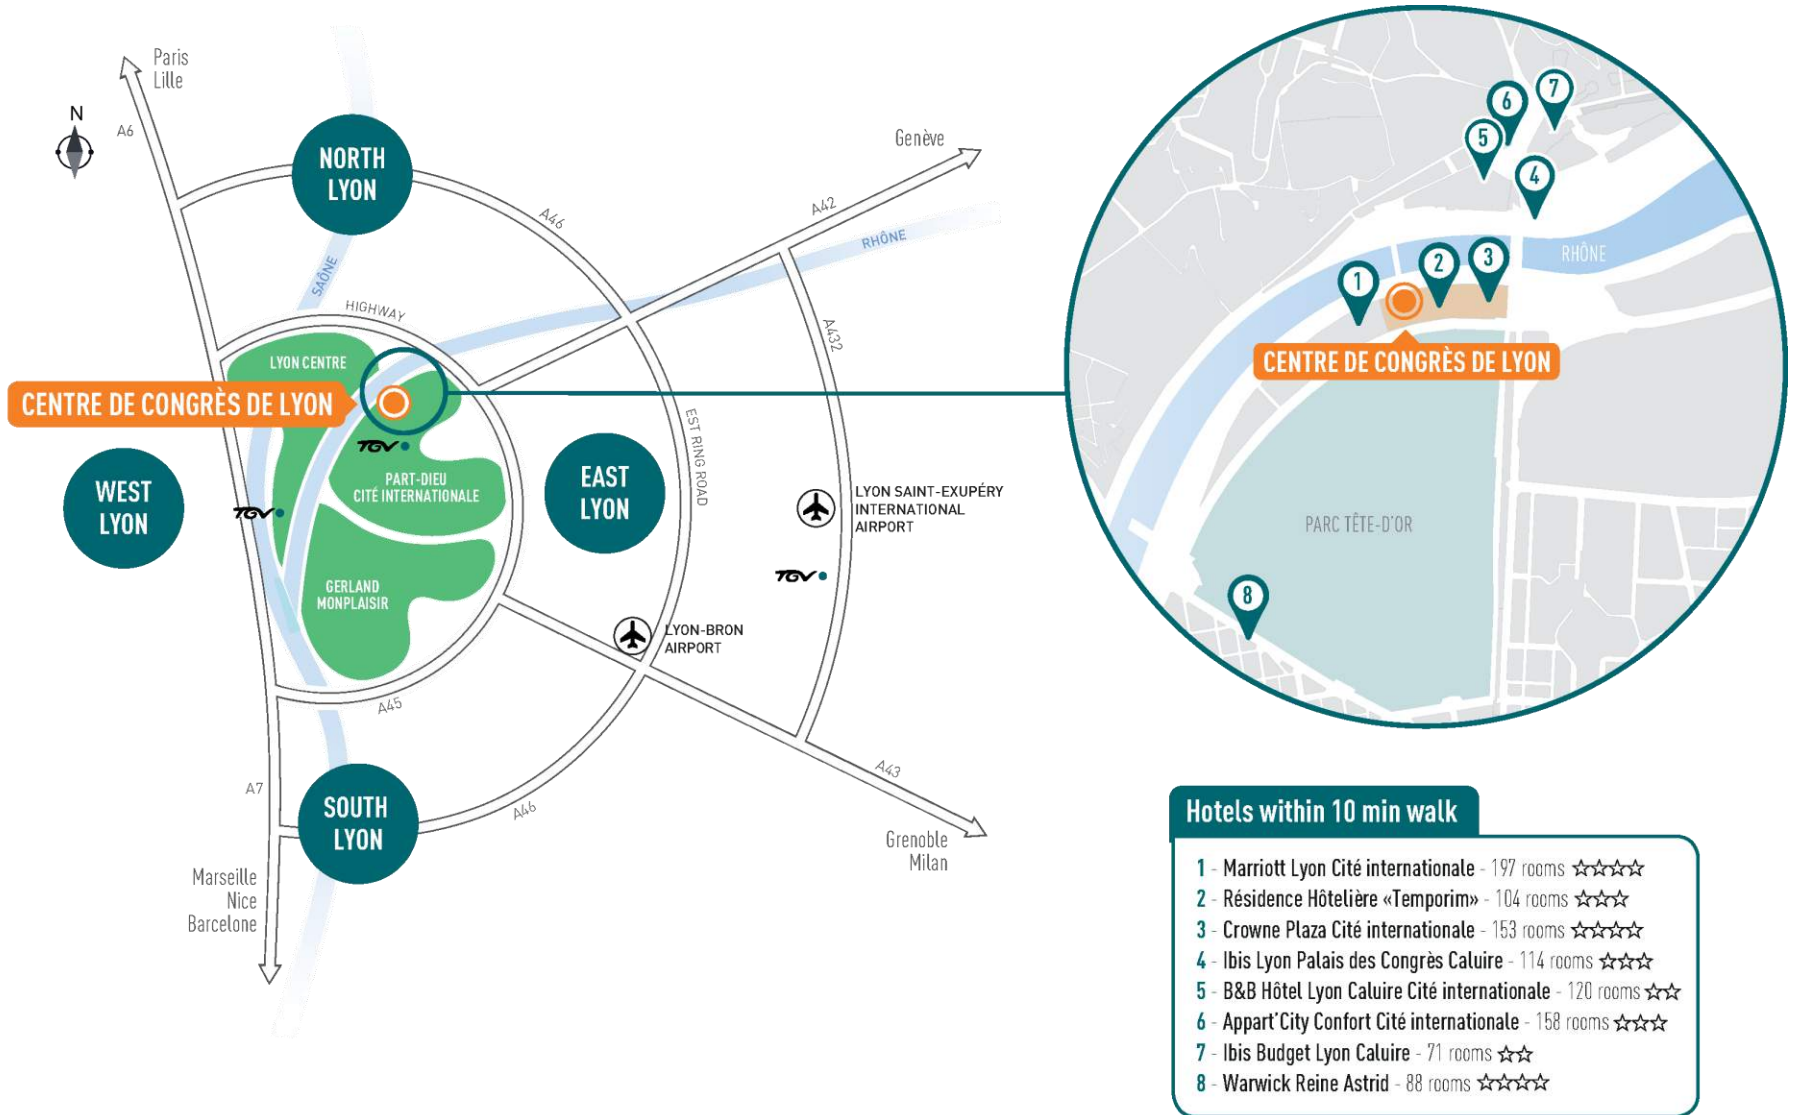 Paris
Lille
N
A6
NORTH
LYON
Genève
A46
A42
RHÔNE
SAÔNE
HIGHWAY
A432
LYON CENTRE
CENTRE DE CONGRÈS DE LYON
TGV
PART-DIEU
CITÉ INTERNATIONALE
EST RING ROAD
WEST
LYON
TGV
EAST
LYON
LYON SAINT-EXUPÉRY
INTERNATIONAL
AIRPORT
TGV
GERLAND
MONPLAISIR
LYON-BRON
AIRPORT
A45
A7
SOUTH
LYON
A46
A43
Grenoble
Milan
Marseille
Nice
Barcelone
7
6
5
4
3
2
1
RHÔNE
CENTRE DE CONGRÈS DE LYON
PARC TÊTE-D'OR
8
Hotels within 10 min walk
1 - Marriott Lyon Cité internationale - 197 rooms ☆☆☆☆
2 - Résidence Hôtelière «Temporim» - 104 rooms ☆☆☆
3 - Crowne Plaza Cité internationale - 153 rooms ☆☆☆☆
4 - Ibis Lyon Palais des Congrès Caluire - 114 rooms ☆☆☆
5 - B&B Hôtel Lyon Caluire Cité internationale - 120 rooms ☆☆
6 - Appart'City Confort Cité internationale - 158 rooms ☆☆☆
7 - Ibis Budget Lyon Caluire - 71 rooms ☆☆
8 - Warwick Reine Astrid - 88 rooms ☆☆☆☆